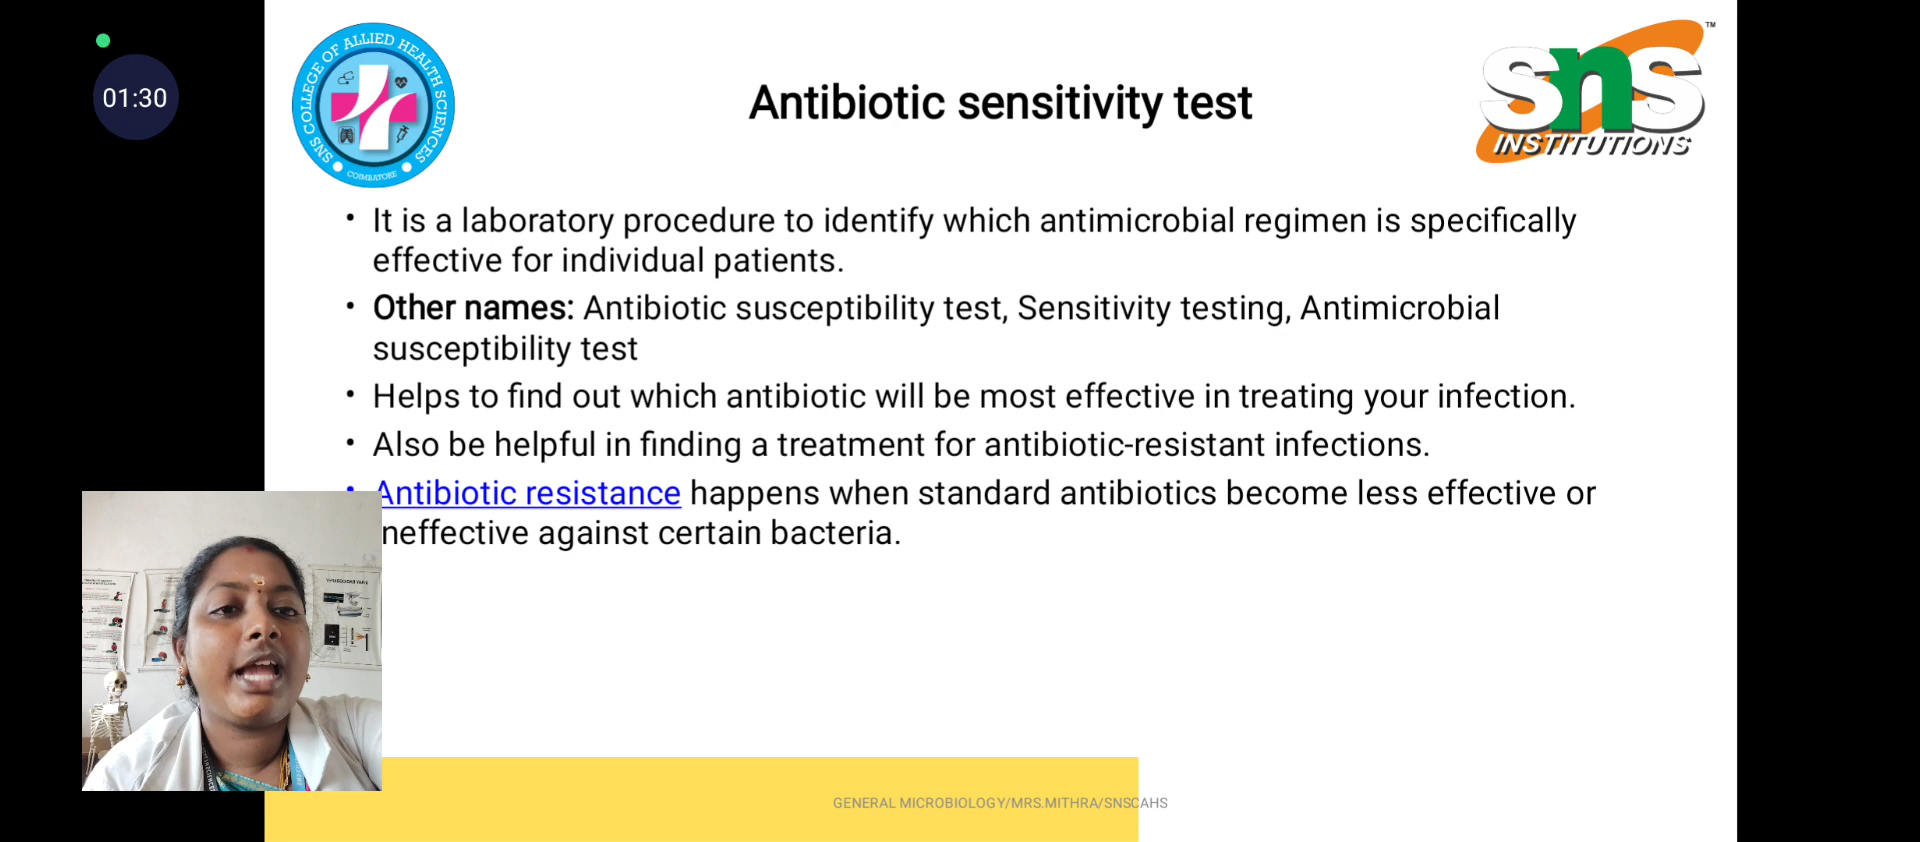 01:30
SNS COLLEGE OF ALLIED HEALTH SCIENCES
COIMBATORE
Antibiotic sensitivity test
sns
TM
INSTITUTIONS
• It is a laboratory procedure to identify which antimicrobial regimen is specifically
effective for individual patients.
• Other names: Antibiotic susceptibility test, Sensitivity testing, Antimicrobial
susceptibility test
• Helps to find out which antibiotic will be most effective in treating your infection.
• Also be helpful in finding a treatment for antibiotic-resistant infections.
• Antibiotic resistance happens when standard antibiotics become less effective or
neffective against certain bacteria.
GENERAL MICROBIOLOGY/MRS.MITHRA/SNSCAHS